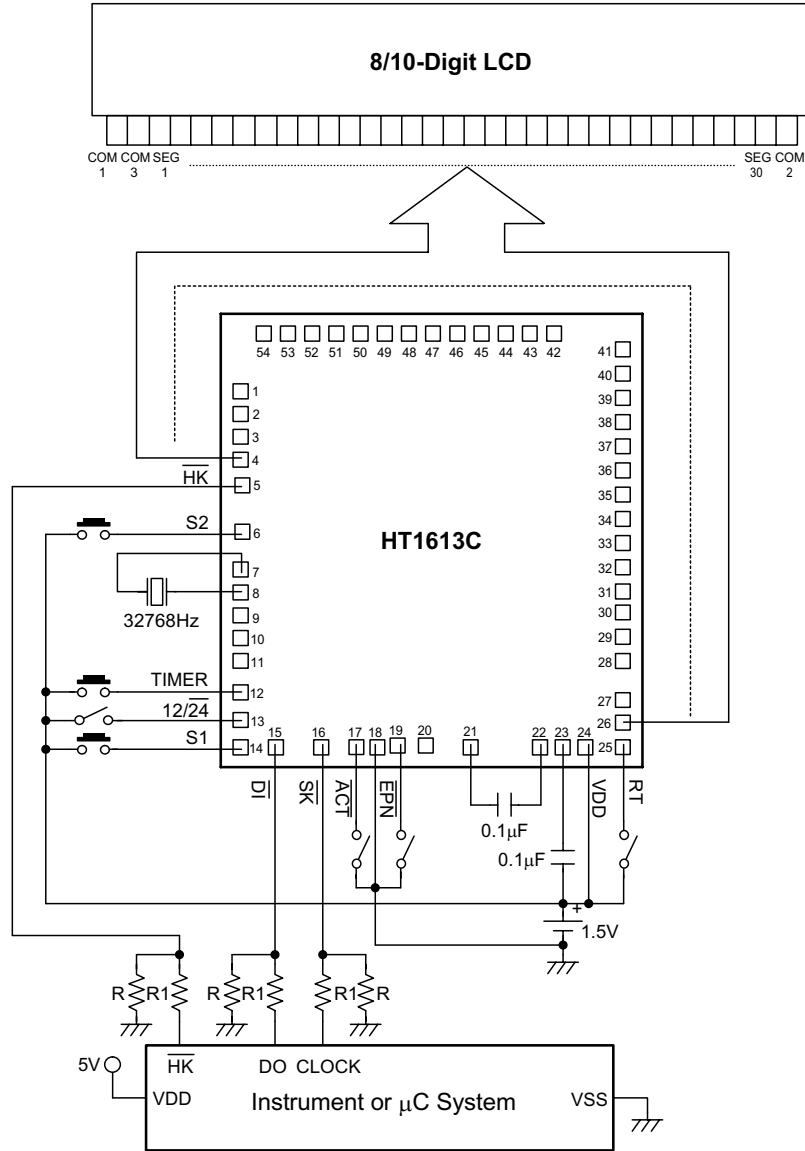 8/10-Digit LCD
COM COM SEG SEG COM
1 3 1 30 2
54 53 52 51 50 49 48 47 46 45 44 43 42
41
40
39
38
37
36
35
34
33
32
31
30
29
28
27
26
25
1
2
3
4
5
6
7
8
9
10
11
12
13
14
HK
S2
32768Hz
TIMER
12/24
S1
HT1613C
15 16 17 18 19 20 21 22 23 24
DI SK ACT EPN VDD RT
0.1μF
0.1μF
+
1.5V
R R1 R R1 R1 R
5V
HK DO CLOCK
VDD Instrument or μC System VSS